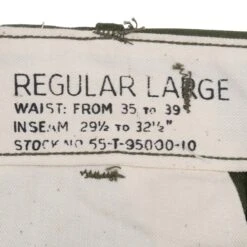 REGULAR LARGE
WAIST: FROM 35 TO 39
INSEAM 29½ TO 32½"
STOCK NO. 55-T-95000-10